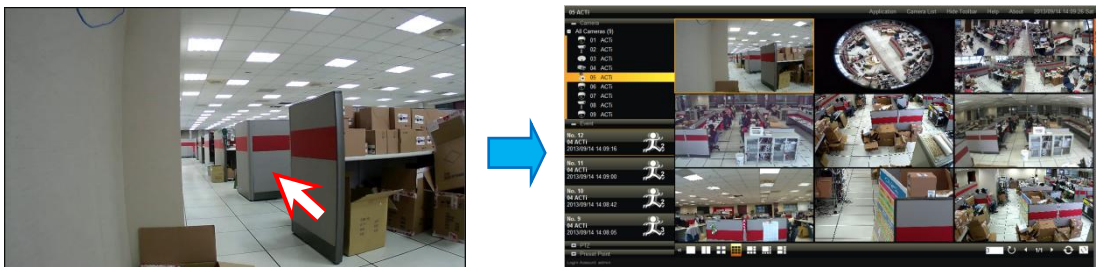 05 ACTi
Application Camera List Hide Toolbar Help About 2013/09/14 14:09:26 Sat
Camera
All Cameras (9)
01 ACTi
02 ACTi
03 ACTi
04 ACTi
05 ACTi
06 ACTi
07 ACTi
08 ACTi
09 ACTi
Event
No. 12
04 ACTi
2013/09/14 14:09:16
No. 11
04 ACTi
2013/09/14 14:09:00
No. 10
04 ACTi
2013/09/14 14:08:42
No. 9
04 ACTi
2013/09/14 14:08:05
PTZ
Preset Point
Login Account: admin
1/1